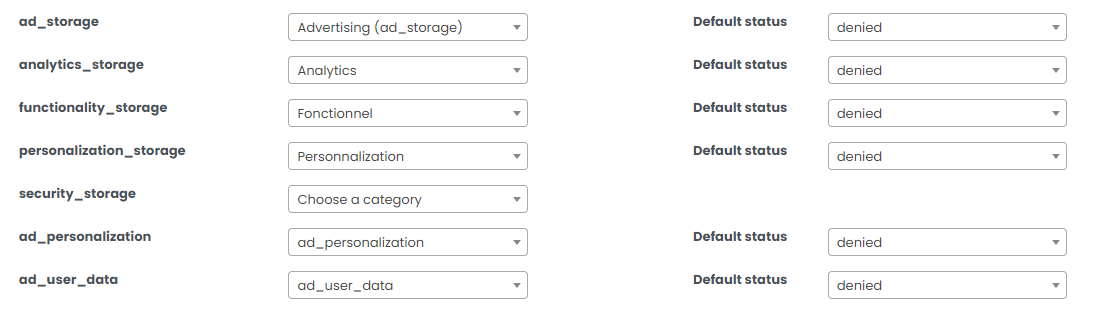 ad_storage Advertising (ad_storage) Default status denied
analytics_storage Analytics Default status denied
functionality_storage Fonctionnel Default status denied
personalization_storage Personnalization Default status denied
security_storage Choose a category
ad_personalization ad_personalization Default status denied
ad_user_data ad_user_data Default status denied